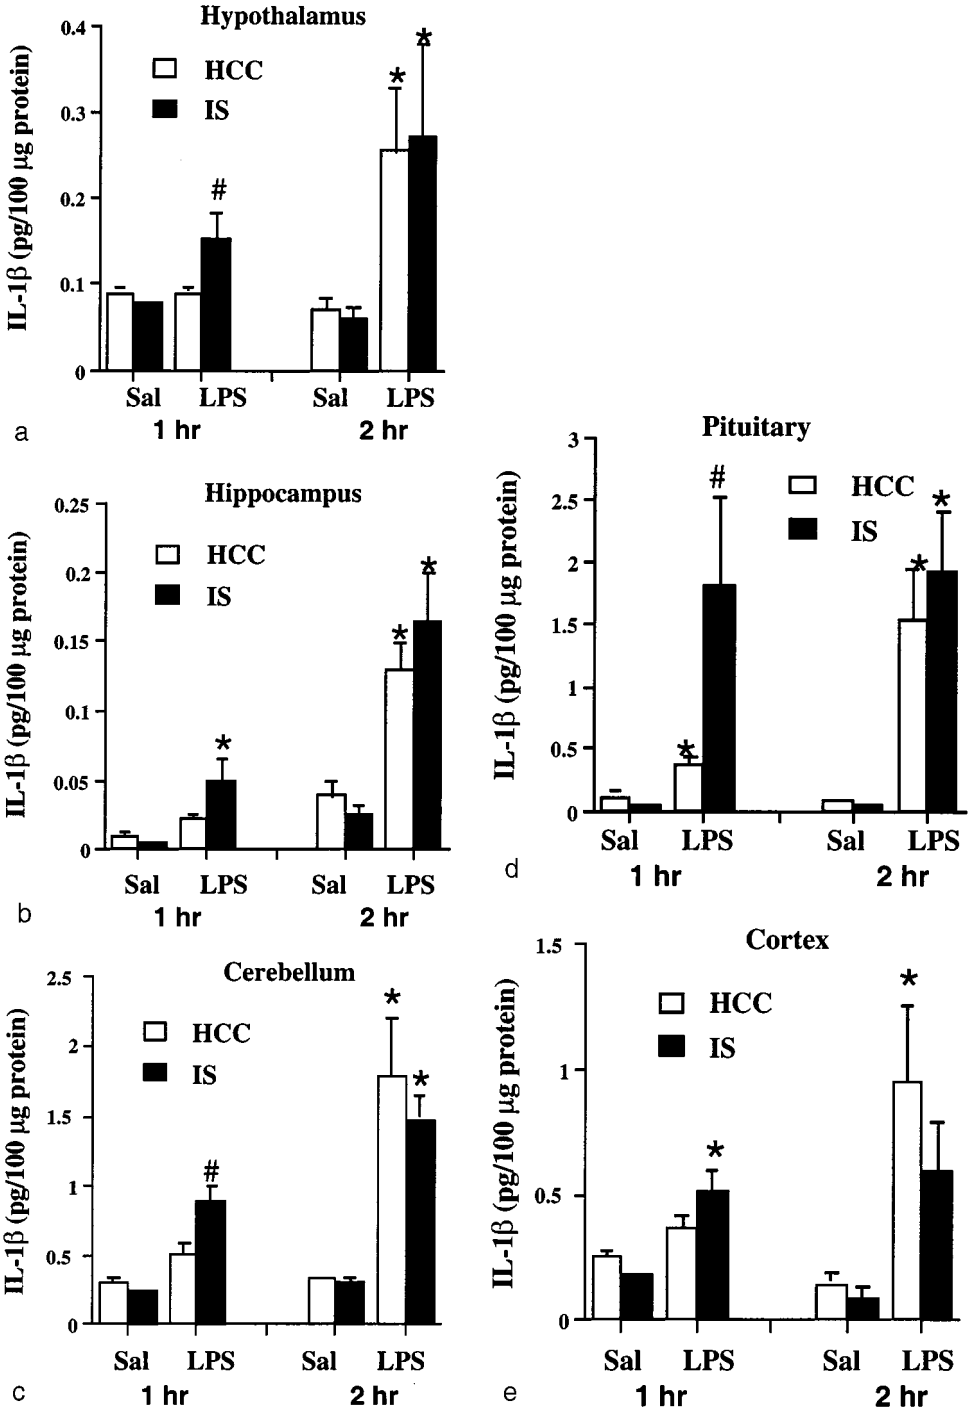 Hypothalamus
IL-1β (pg/100 μg protein)
0.4
0.3
0.2
0.1
0
HCC
IS
#
*
*
Sal LPS Sal LPS
1 hr 2 hr
a
Hippocampus
IL-1β (pg/100 μg protein)
0.25
0.2
0.15
0.1
0.05
0
HCC
IS
*
*
*
Sal LPS Sal LPS
1 hr 2 hr
b
Cerebellum
IL-1β (pg/100 μg protein)
2.5
2
1.5
1
0.5
0
HCC
IS
#
*
*
Sal LPS Sal LPS
1 hr 2 hr
c
Pituitary
IL-1β (pg/100 μg protein)
3
2.5
2
1.5
1
0.5
0
HCC
IS
*
#
*
*
Sal LPS Sal LPS
1 hr 2 hr
d
Cortex
IL-1β (pg/100 μg protein)
1.5
1
0.5
0
HCC
IS
*
*
Sal LPS Sal LPS
1 hr 2 hr
e